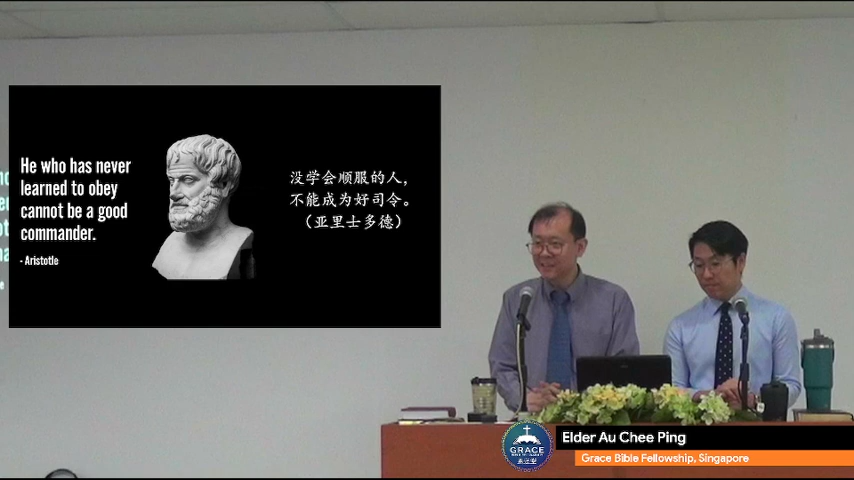 He who has never
learned to obey
cannot be a good
commander.
- Aristotle
没学会顺服的人，
不能成为好司令。
（亚里士多德）
GRACE
Elder Au Chee Ping
Grace Bible Fellowship, Singapore